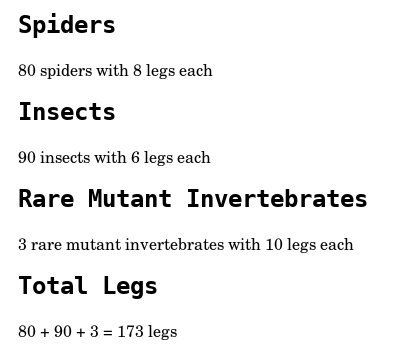 Spiders
80 spiders with 8 legs each
Insects
90 insects with 6 legs each
Rare Mutant Invertebrates
3 rare mutant invertebrates with 10 legs each
Total Legs
80 + 90 + 3 = 173 legs